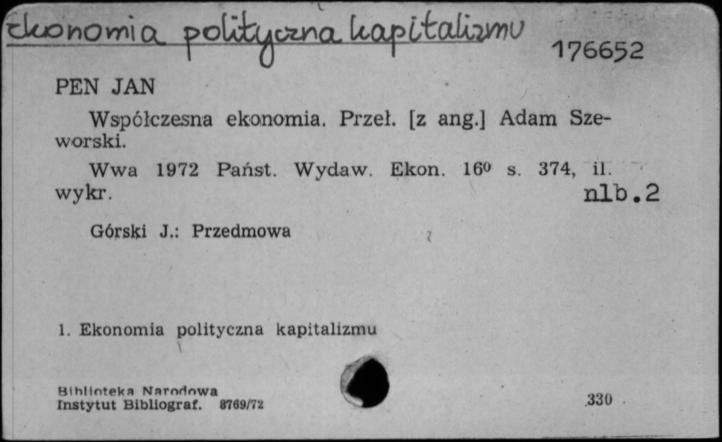 ekonomia polityczna kapitalizmu
176652
PEN JAN
Współczesna ekonomia. Przeł. [z ang.] Adam Sze-
worski.
Wwa 1972 Państ. Wydaw. Ekon. 16⁰ s. 374, il.
wykr.
nlb.2
Górski J.: Przedmowa
1. Ekonomia polityczna kapitalizmu
Biblioteka Narodowa
Instytut Bibliograf. 8769/72
330